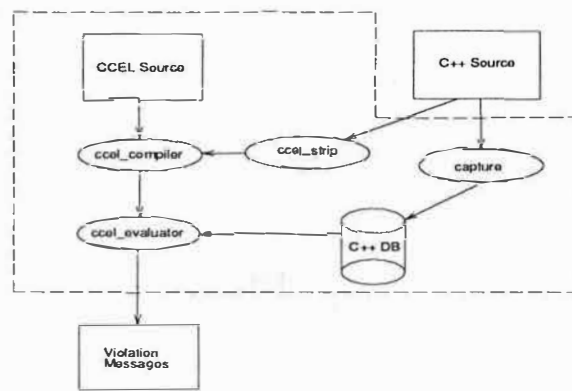 CCEL Source
C++ Source
ccel_compiler
ccel_strip
capture
ccel_evaluator
C++ DB
Violation
Messages